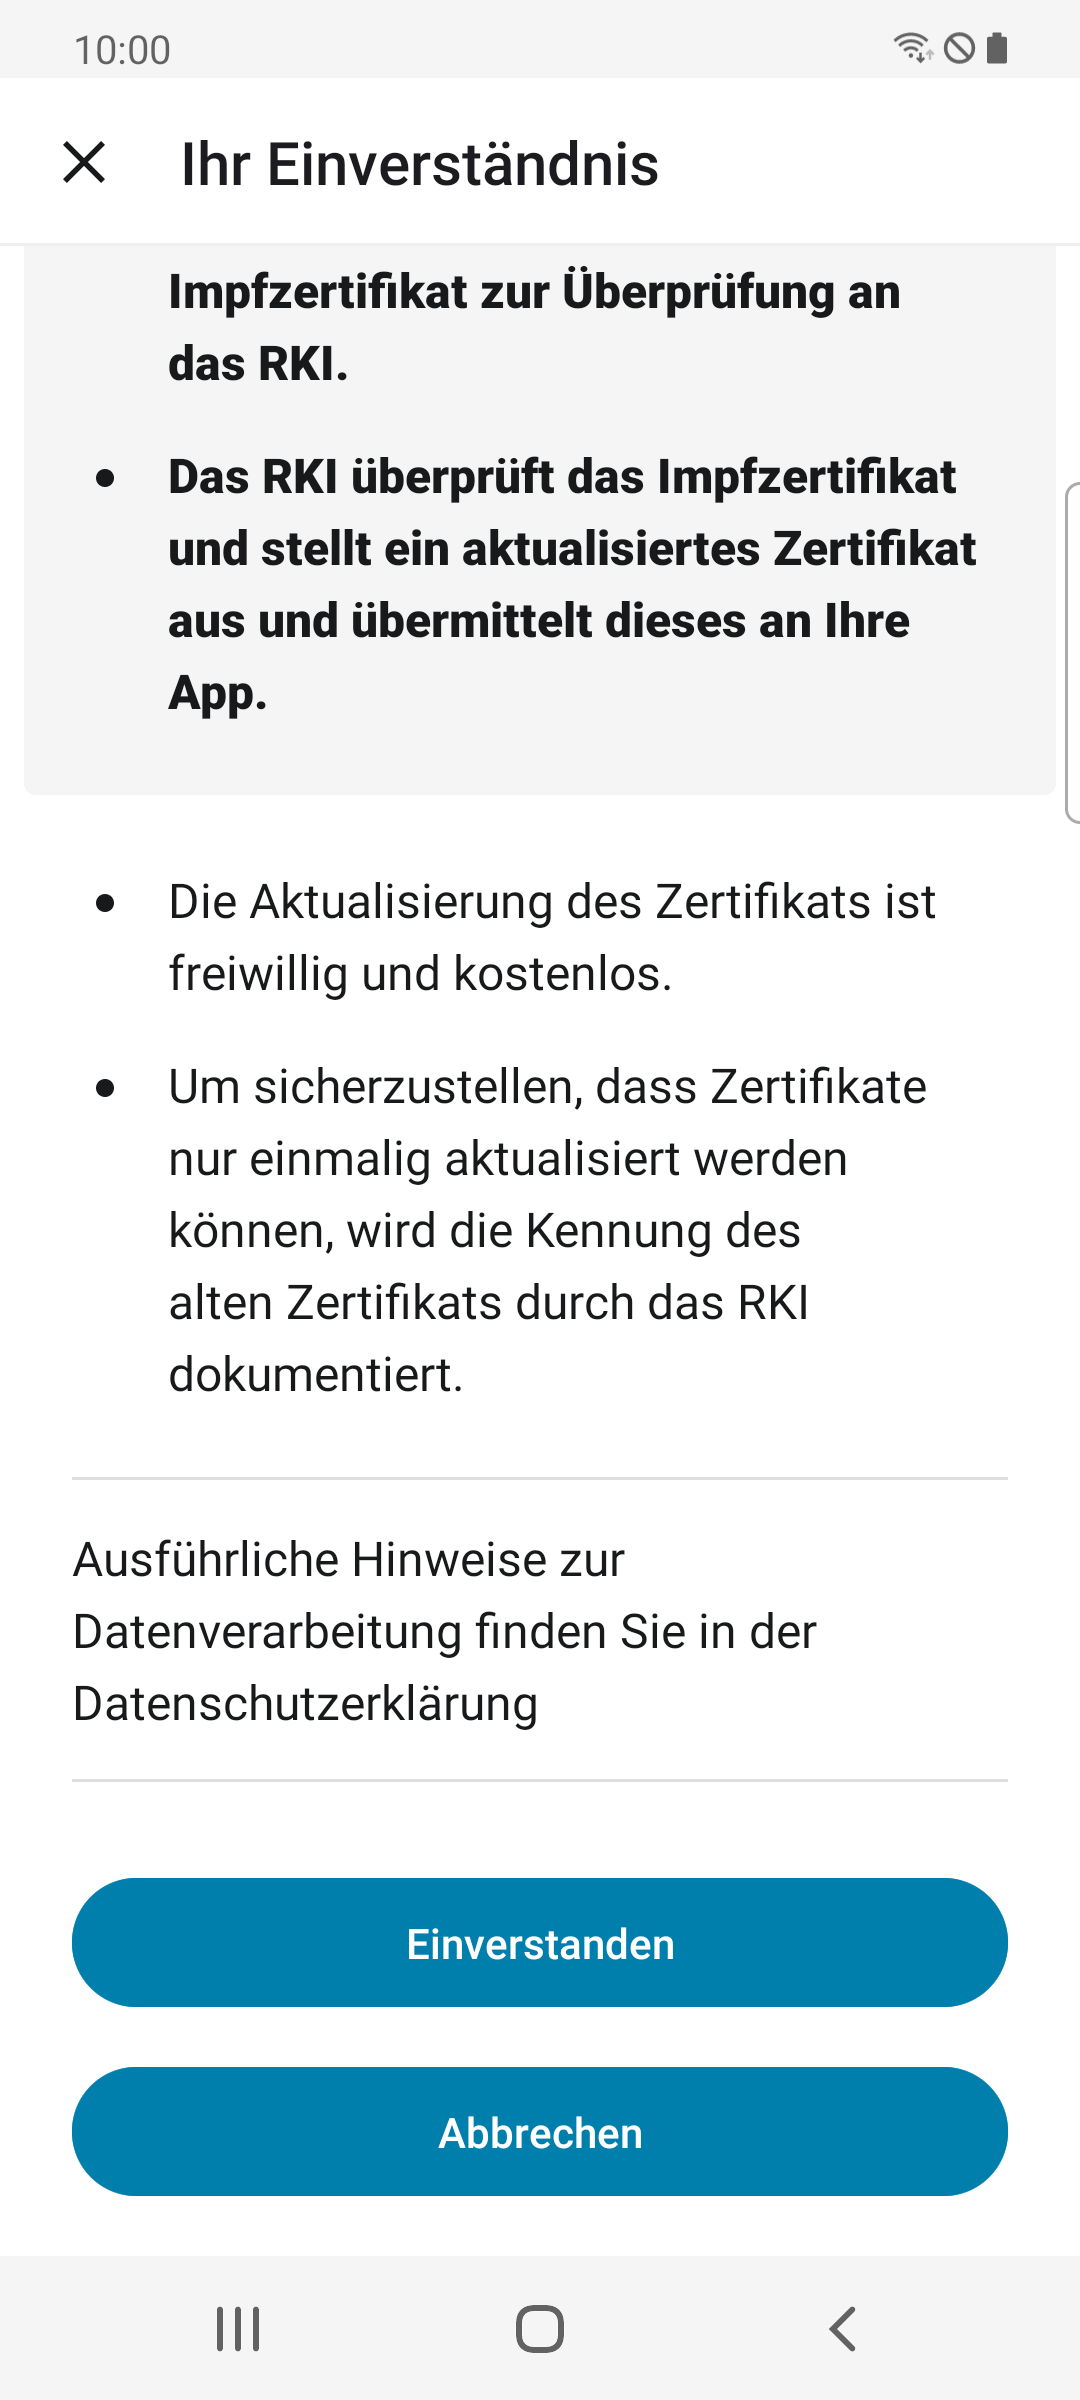 10:00
Ihr Einverständnis
Impfzertifikat zur Überprüfung an
das RKI.
• Das RKI überprüft das Impfzertifikat
und stellt ein aktualisiertes Zertifikat
aus und übermittelt dieses an Ihre
App.
• Die Aktualisierung des Zertifikats ist
freiwillig und kostenlos.
• Um sicherzustellen, dass Zertifikate
nur einmalig aktualisiert werden
können, wird die Kennung des
alten Zertifikats durch das RKI
dokumentiert.
Ausführliche Hinweise zur
Datenverarbeitung finden Sie in der
Datenschutzerklärung
Einverstanden
Abbrechen